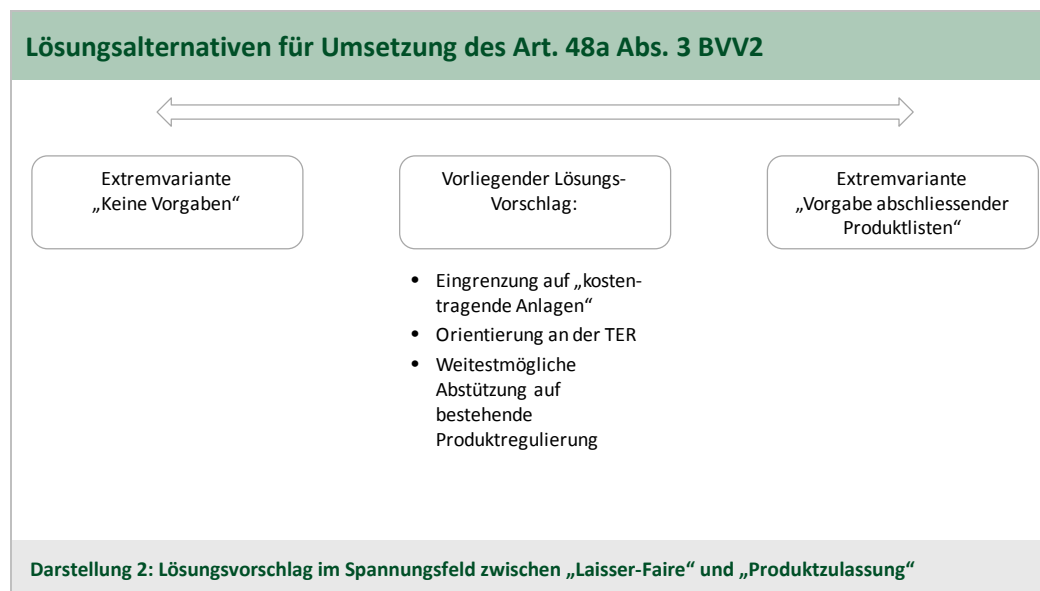 Lösungsalternativen für Umsetzung des Art. 48a Abs. 3 BVV2
Extremvariante
„Keine Vorgaben“
Vorliegender Lösungs-
Vorschlag:
Extremvariante
„Vorgabe abschliessender
Produktlisten“
• Eingrenzung auf „kosten-
tragende Anlagen“
• Orientierung an der TER
• Weitestmögliche
Abstützung auf
bestehende
Produktregulierung
Darstellung 2: Lösungsvorschlag im Spannungsfeld zwischen „Laisser-Faire“ und „Produktzulassung“